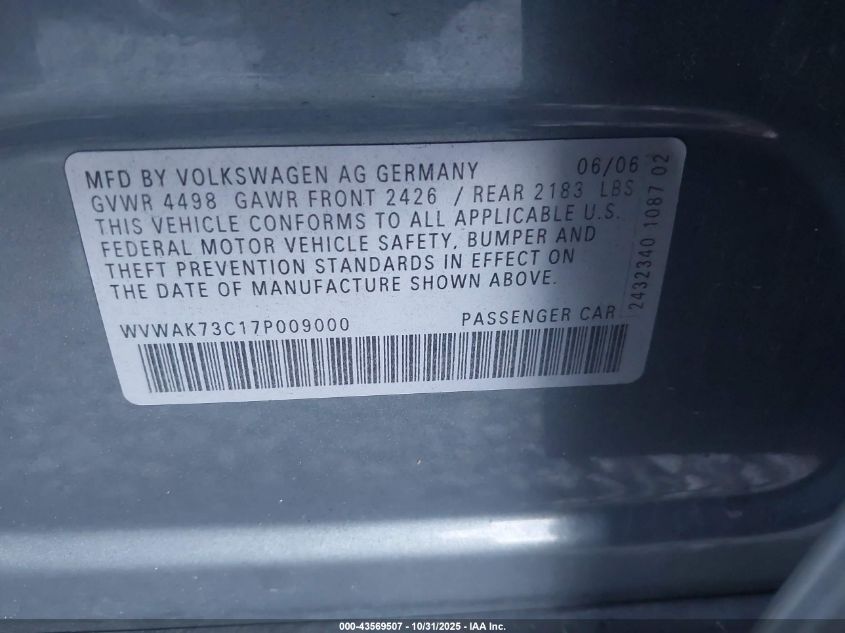 MFD BY VOLKSWAGEN AG GERMANY 06/06
GVWR 4498 GAWR FRONT 2426 / REAR 2183 LBS
THIS VEHICLE CONFORMS TO ALL APPLICABLE U.S.
FEDERAL MOTOR VEHICLE SAFETY, BUMPER AND
THEFT PREVENTION STANDARDS IN EFFECT ON
THE DATE OF MANUFACTURE SHOWN ABOVE.
WVWAK73C17P009000 PASSENGER CAR
2432340 1087 02
000-43569507 - 10/31/2025 - IAA Inc.